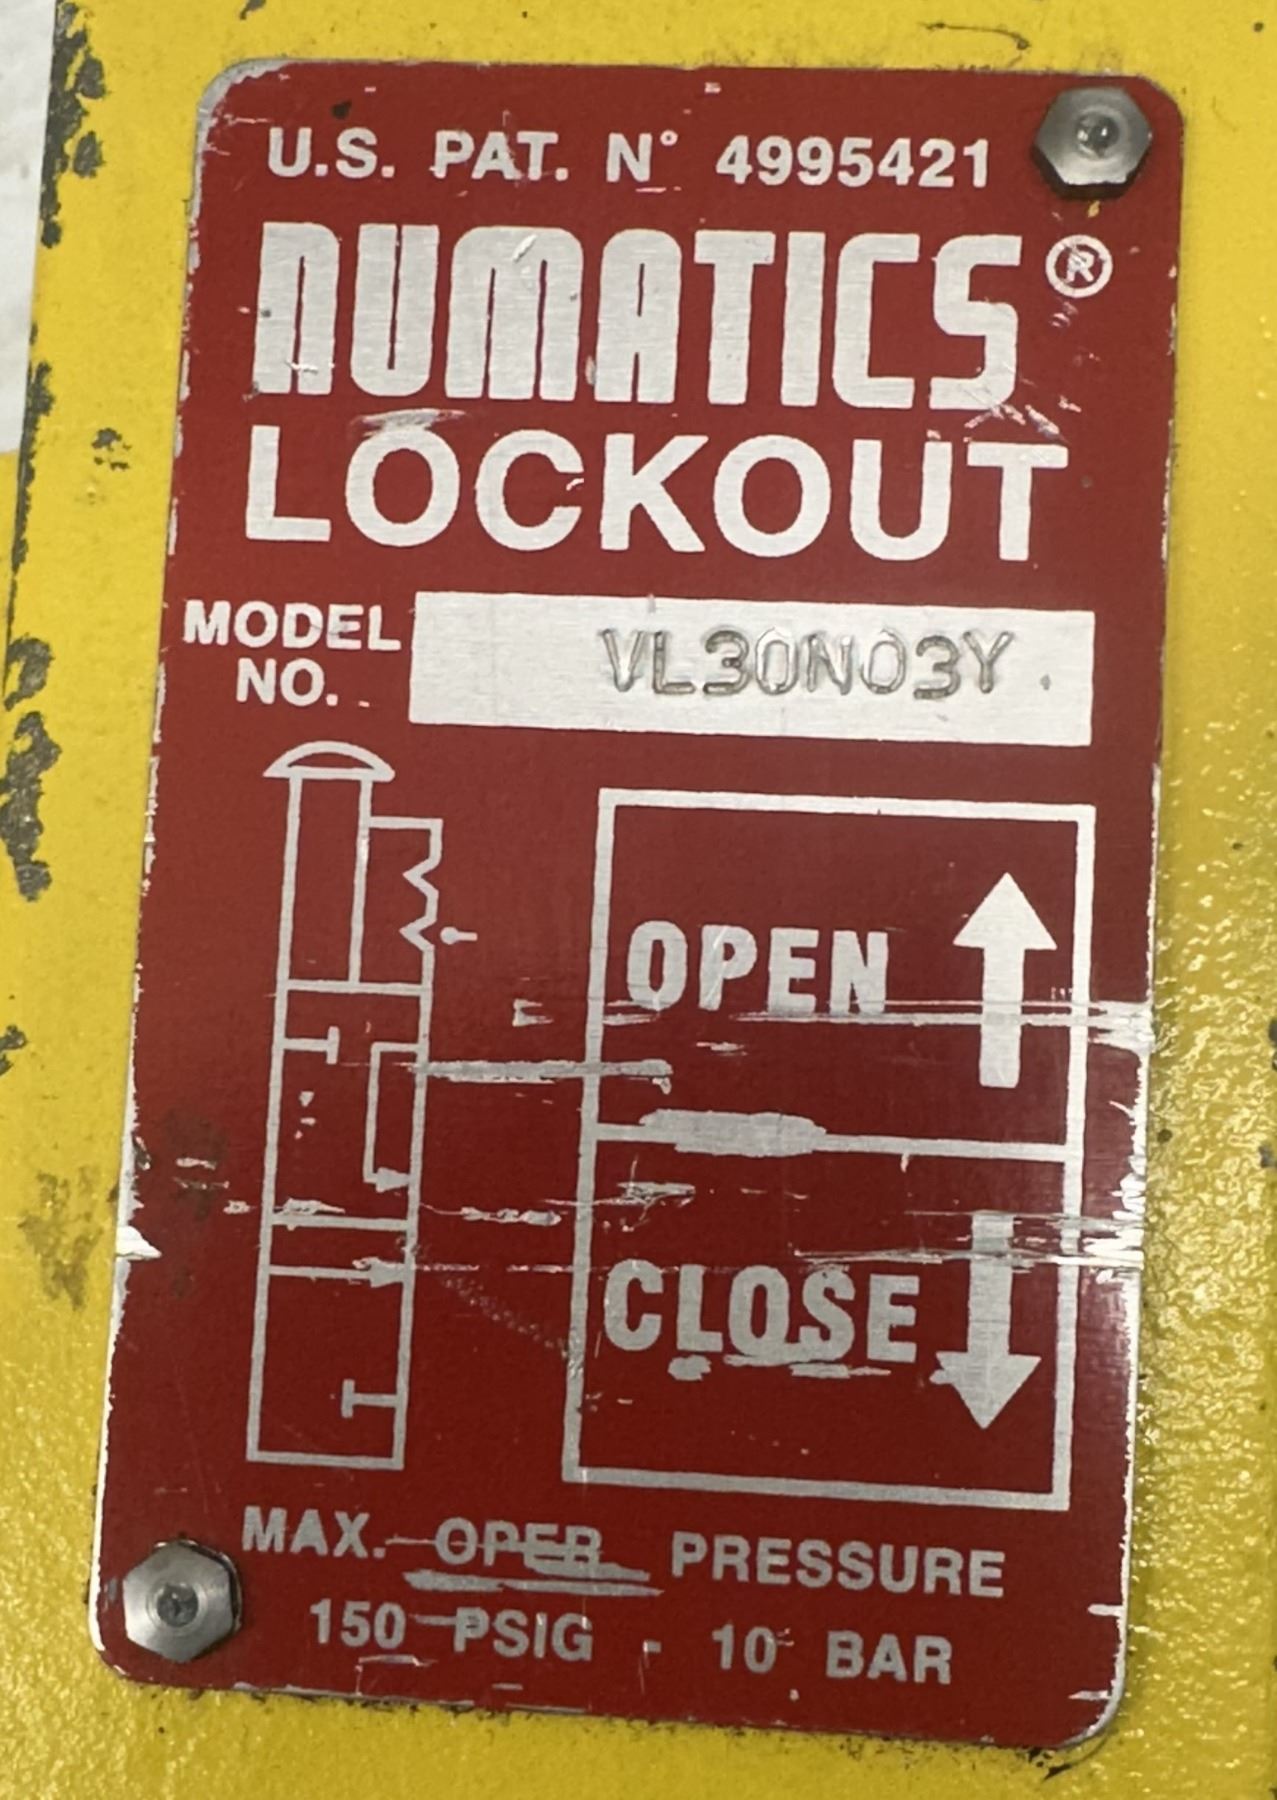 U.S. PAT. N° 4995421
NUMATICS®
LOCKOUT
MODEL NO. VL30N03Y
OPEN
CLOSE
MAX. OPER PRESSURE
150 PSIG - 10 BAR